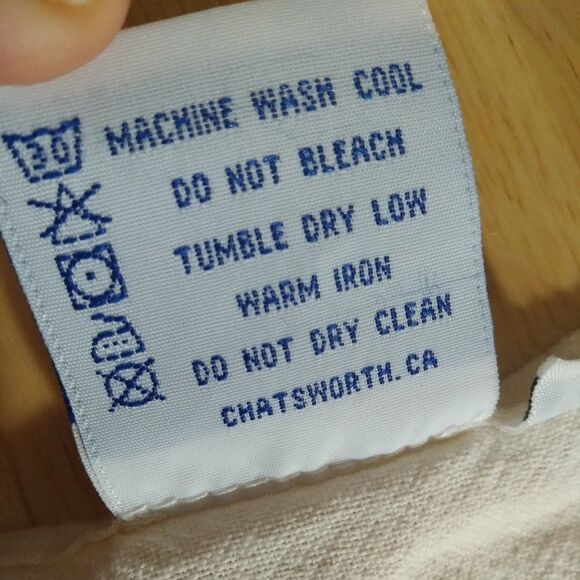 30 MACHINE WASH COOL
DO NOT BLEACH
TUMBLE DRY LOW
WARM IRON
DO NOT DRY CLEAN
CHATSWORTH.CA